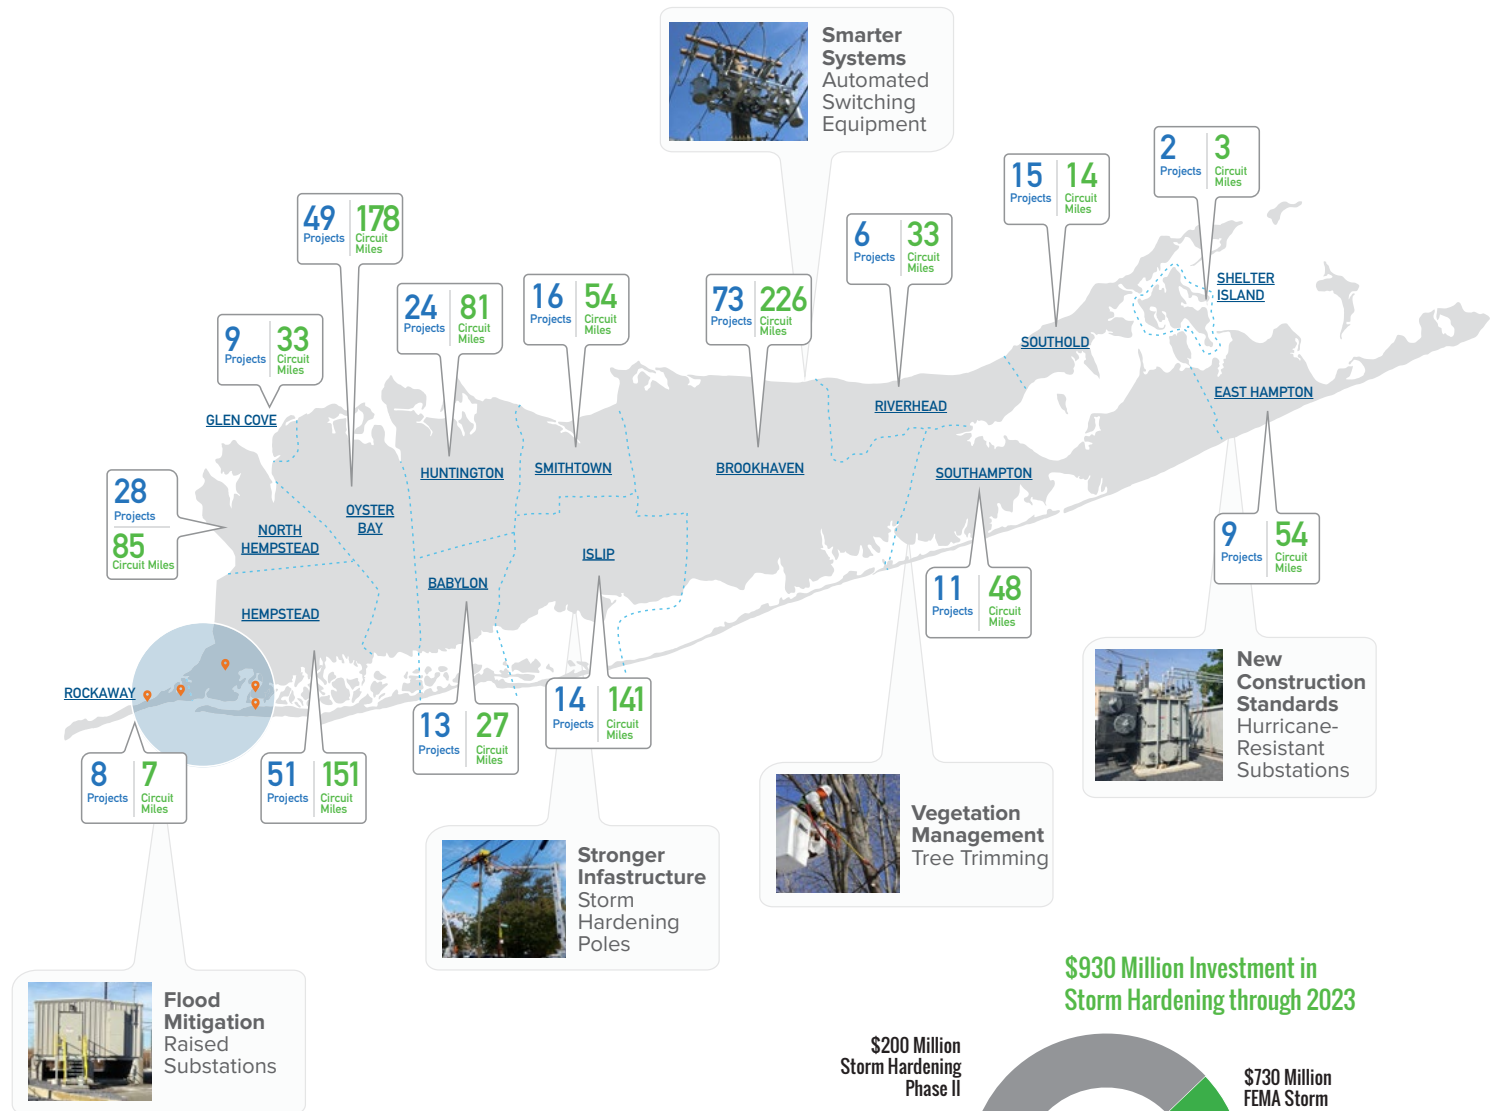 Smarter
Systems
Automated
Switching
Equipment
2
Projects
3
Circuit
Miles
15
Projects
14
Circuit
Miles
49
Projects
178
Circuit
Miles
6
Projects
33
Circuit
Miles
24
Projects
81
Circuit
Miles
16
Projects
54
Circuit
Miles
73
Projects
226
Circuit
Miles
9
Projects
33
Circuit
Miles
SHELTER
ISLAND
SOUTHOLD
EAST HAMPTON
RIVERHEAD
GLEN COVE
HUNTINGTON
SMITHTOWN
BROOKHAVEN
SOUTHAMPTON
28
Projects
85
Circuit Miles
OYSTER
BAY
NORTH
HEMPSTEAD
ISLIP
BABYLON
HEMPSTEAD
9
Projects
54
Circuit
Miles
11
Projects
48
Circuit
Miles
ROCKAWAY
14
Projects
141
Circuit
Miles
13
Projects
27
Circuit
Miles
8
Projects
7
Circuit
Miles
51
Projects
151
Circuit
Miles
New
Construction
Standards
Hurricane-
Resistant
Substations
Vegetation
Management
Tree Trimming
Stronger
Infastructure
Storm
Hardening
Poles
Flood
Mitigation
Raised
Substations
$930 Million Investment in
Storm Hardening through 2023
$200 Million
Storm Hardening
Phase II
$730 Million
FEMA Storm